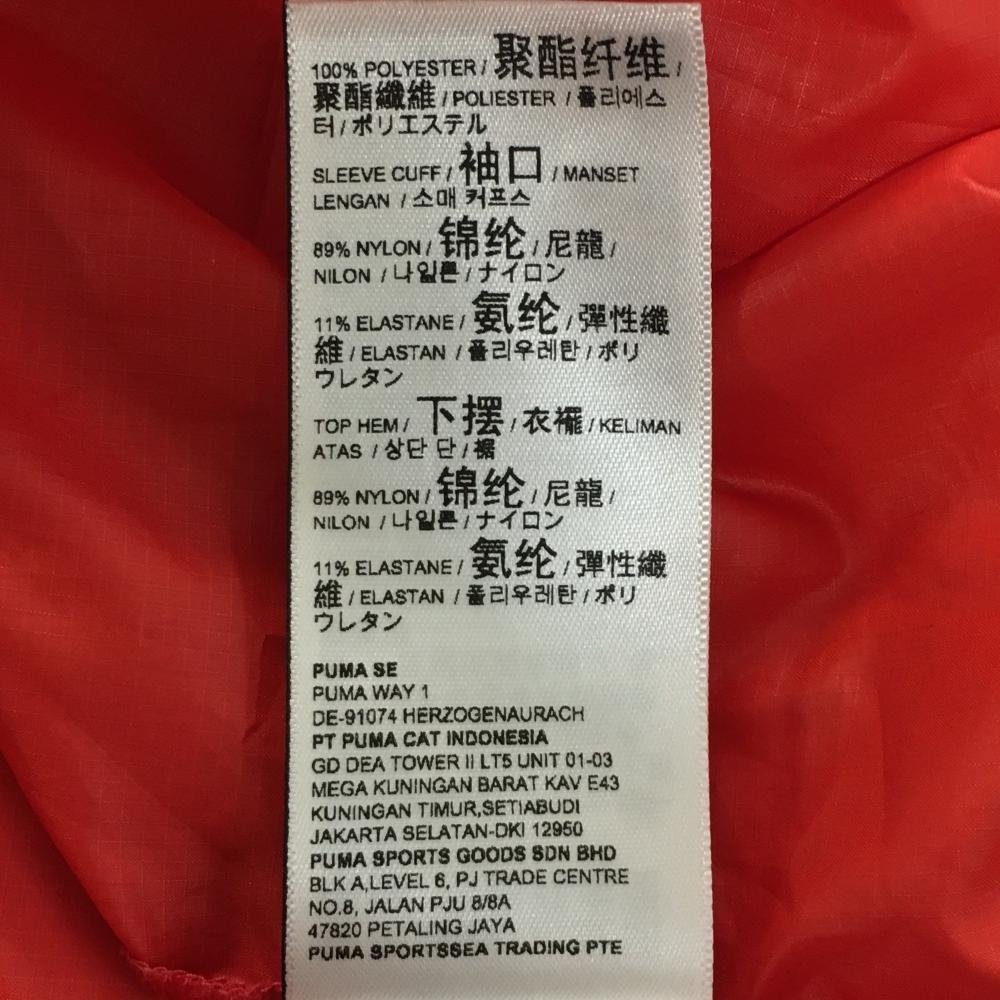 100% POLYESTER / 聚酯纤维 /
聚酯纖維 / POLIESTER / 폴리에스
터 / ポリエステル
SLEEVE CUFF / 袖口 / MANSET
LENGAN / 소매 커프스
89% NYLON / 锦纶 / 尼龍 /
NILON / 나일론 / ナイロン
11% ELASTANE / 氨纶 / 彈性纖
維 / ELASTAN / 폴리우레탄 / ポリ
ウレタン
TOP HEM / 下摆 / 衣襬 / KELIMAN
ATAS / 상단 단 / 裾
89% NYLON / 锦纶 / 尼龍 /
NILON / 나일론 / ナイロン
11% ELASTANE / 氨纶 / 彈性纖
維 / ELASTAN / 폴리우레탄 / ポリ
ウレタン
PUMA SE
PUMA WAY 1
DE-91074 HERZOGENAURACH
PT PUMA CAT INDONESIA
GD DEA TOWER II LT5 UNIT 01-03
MEGA KUNINGAN BARAT KAV E43
KUNINGAN TIMUR,SETIABUDI
JAKARTA SELATAN-DKI 12950
PUMA SPORTS GOODS SDN BHD
BLK A,LEVEL 6, PJ TRADE CENTRE
NO.8, JALAN PJU 8/8A
47820 PETALING JAYA
PUMA SPORTSSEA TRADING PTE